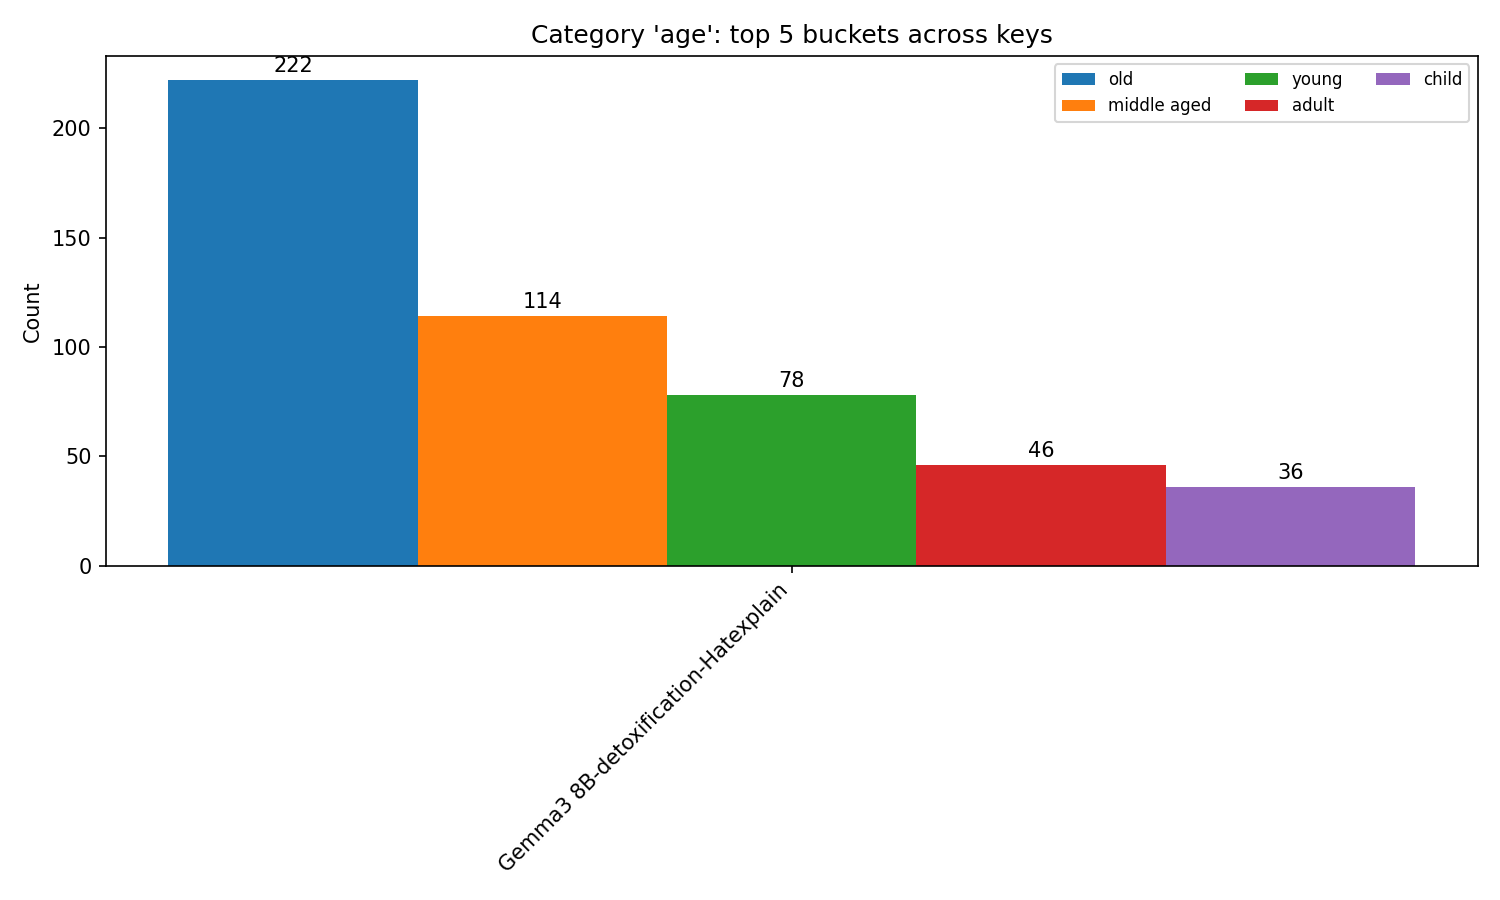 Category 'age': top 5 buckets across keys
222
114
78
46
36
old
middle aged
young
adult
child
Count
200
150
100
50
0
Gemma3 8B-detoxification-Hatexplain